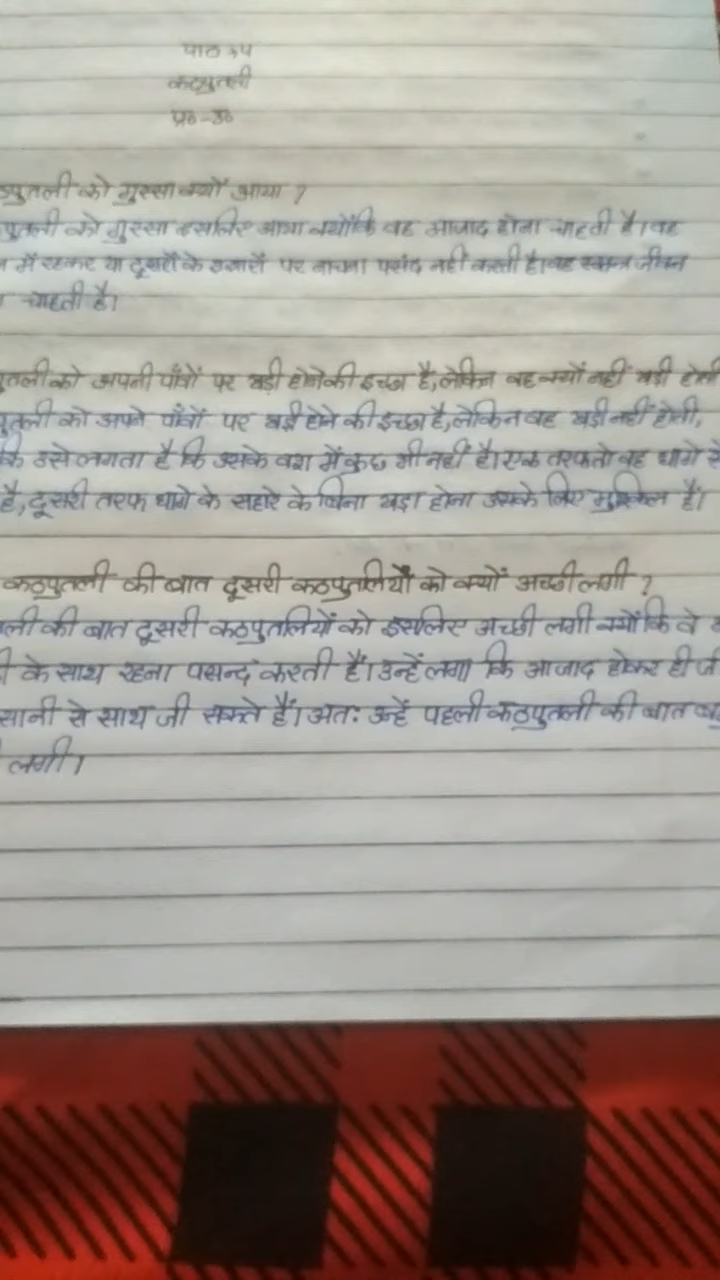 पाठ
कठपुतली
प्र०-उ०
ठपुतली को गुस्सा क्यों आया ?
पुतली को गुस्सा इसलिए आया क्योंकि वह आजाद होना चाहती है। वह
में रहकर या दूसरों के इशारों पर नाचना पसंद नहीं करती है। वह स्वतन्त्र जीवन
चाहती है।
तली को अपनी पाँवों पर खड़ी होने की इच्छा है, लेकिन वह क्यों नहीं खड़ी होती
पुतली को अपने पाँवों पर खड़ी होने की इच्छा है, लेकिन वह खड़ी नहीं होती,
कि उसे लगता है कि उसके वश में कुछ भी नहीं है। एक तरफ तो वह धागे से
है, दूसरी तरफ धागे के सहारे के बिना खड़ा होना उसके लिए मुश्किल है।
कठपुतली की बात दूसरी कठपुतलियों को क्यों अच्छी लगी ?
ली की बात दूसरी कठपुतलियों को इसलिए अच्छी लगी क्योंकि वे
के साथ रहना पसन्द करती हैं। उन्हें लगा कि आजाद होकर ही
सानी से साथ जी सकते हैं। अतः उन्हें पहली कठपुतली की बात
लगी।